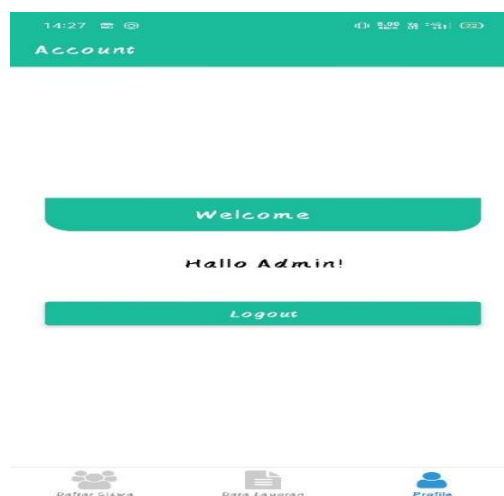 14:27
Account
Welcome
Hallo Admin!
Logout
Daftar Siswa Data Laporan Profile